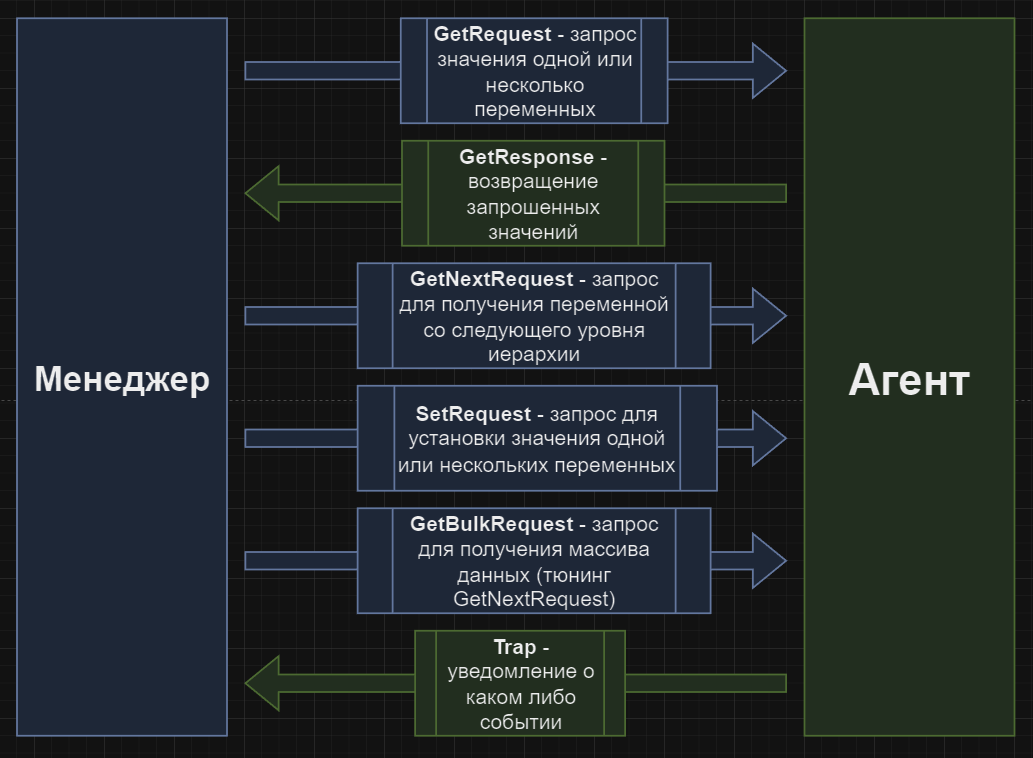 GetRequest - запрос
значения одной или
несколько
переменных
GetResponse -
возвращение
запрошенных
значений
GetNextRequest - запрос
для получения переменной
со следующего уровня
иерархии
Менеджер
Агент
SetRequest - запрос для
установки значения одной
или нескольких переменных
GetBulkRequest - запрос
для получения массива
данных (тюнинг
GetNextRequest)
Trap -
уведомление о
каком либо
событии